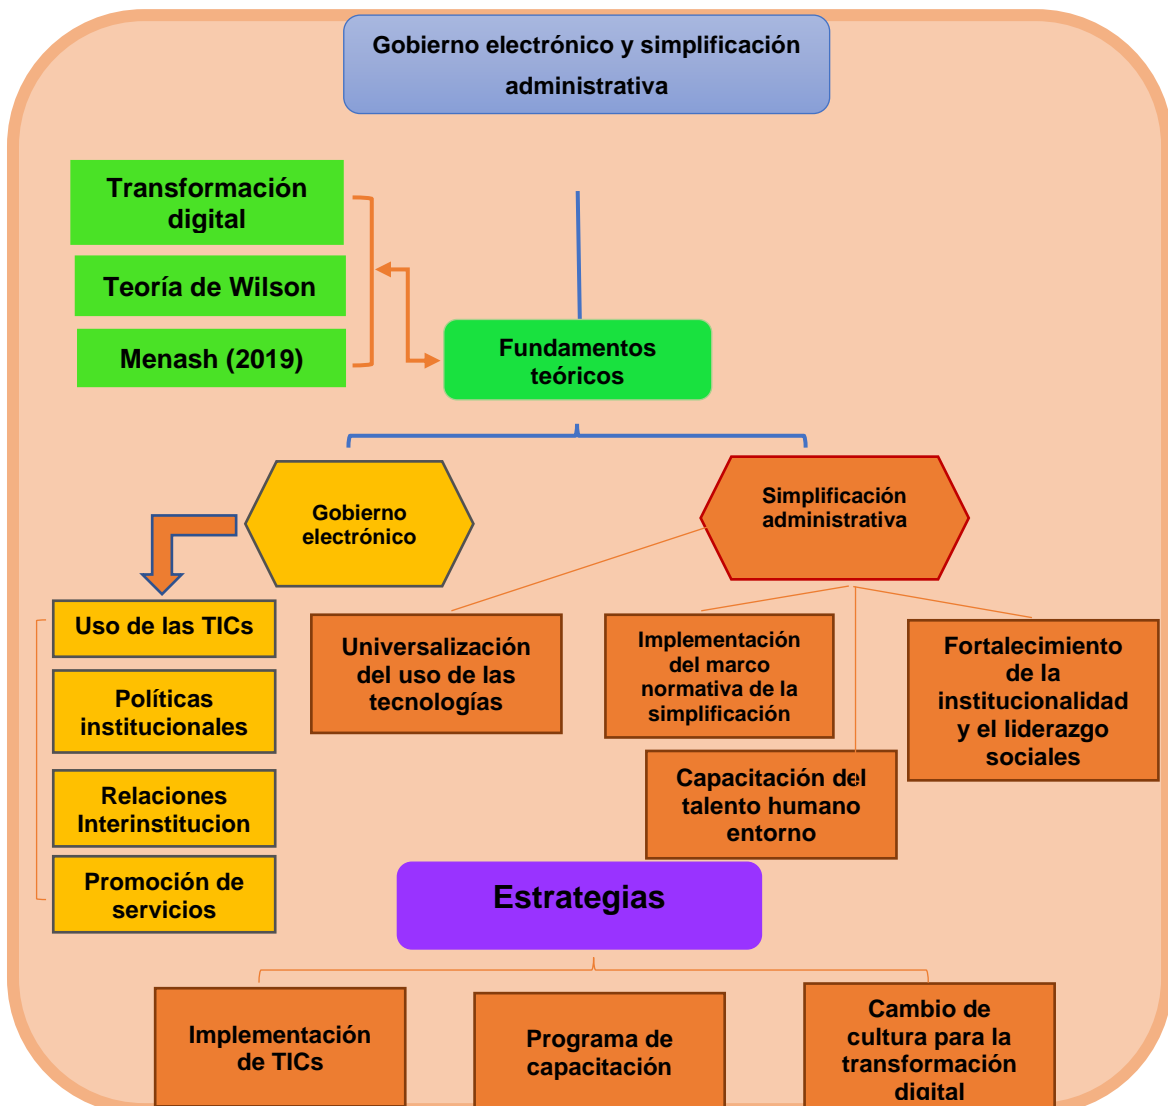 Gobierno electrónico y simplificación
administrativa
Transformación
digital
Teoría de Wilson
Menash (2019)
Fundamentos
teóricos
Gobierno
electrónico
Simplificación
administrativa
Uso de las TICs
Políticas
institucionales
Relaciones
Interinstitucion
Promoción de
servicios
Universalización
del uso de las
tecnologías
Implementación
del marco
normativa de la
simplificación
Capacitación del
talento humano
entorno
Fortalecimiento
de la
institucionalidad
y el liderazgo
sociales
Estrategias
Implementación
de TICs
Programa de
capacitación
Cambio de
cultura para la
transformación
digital